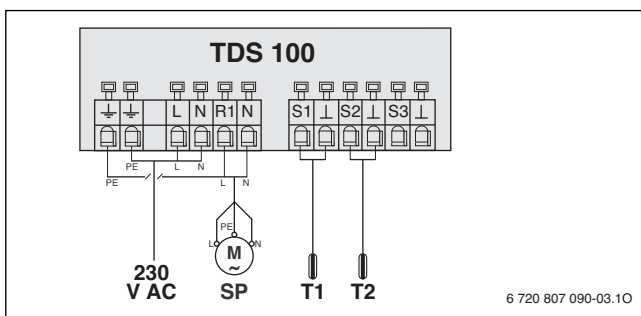 TDS 100
L N R1 N S1 ⊥ S2 ⊥ S3 ⊥
PE PE L N L N
PE
L N
M
~
230
V AC
SP T1 T2
6 720 807 090-03.1O